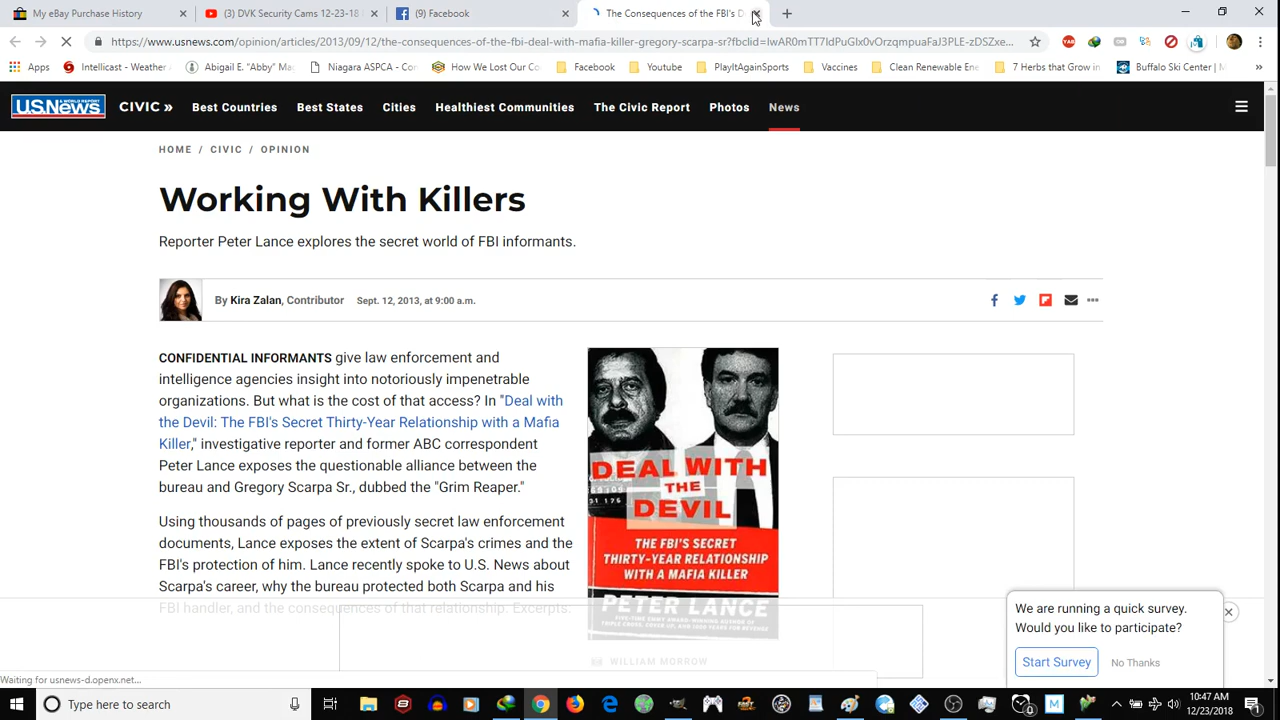 My eBay Purchase History
(3) DVK Security Cams 12-23-18
(9) Facebook
The Consequences of the FBI's D
https://www.usnews.com/opinion/articles/2013/09/12/the-consequences-of-the-fbi-deal-with-mafia-killer-gregory-scarpa-sr?fbclid=IwAR0mTT7IdPuGlx0vOrzqmpuaFaJ3PLE-zDSZxe...
Apps
Intellicast - Weather
Abigail E. "Abby" Ma
Niagara ASPCA - Co
How We Lost Our Co
Facebook
Youtube
PlayItAgainSports
Vaccines
Clean Renewable Ene
7 Herbs that Grow in
Buffalo Ski Center | M
U.S.News
CIVIC »
Best Countries
Best States
Cities
Healthiest Communities
The Civic Report
Photos
News
HOME / CIVIC / OPINION
Working With Killers
Reporter Peter Lance explores the secret world of FBI informants.
By Kira Zalan, Contributor Sept. 12, 2013, at 9:00 a.m.
CONFIDENTIAL INFORMANTS give law enforcement and
intelligence agencies insight into notoriously impenetrable
organizations. But what is the cost of that access? In "Deal with
the Devil: The FBI's Secret Thirty-Year Relationship with a Mafia
Killer," investigative reporter and former ABC correspondent
Peter Lance exposes the questionable alliance between the
bureau and Gregory Scarpa Sr., dubbed the "Grim Reaper."
Using thousands of pages of previously secret law enforcement
documents, Lance exposes the extent of Scarpa's crimes and the
FBI's protection of him. Lance recently spoke to U.S. News about
Scarpa's career, why the bureau protected both Scarpa and his
FBI handler, and the consequences of that relationship. Excerpts:
DEAL WITH
THE
DEVIL
31 176
THE FBI'S SECRET
THIRTY-YEAR RELATIONSHIP
WITH A MAFIA KILLER
PETER LANCE
WILLIAM MORROW
We are running a quick survey.
Would you like to participate?
Start Survey
No Thanks
Waiting for usnews-d.openx.net...
Type here to search
10:47 AM
12/23/2018